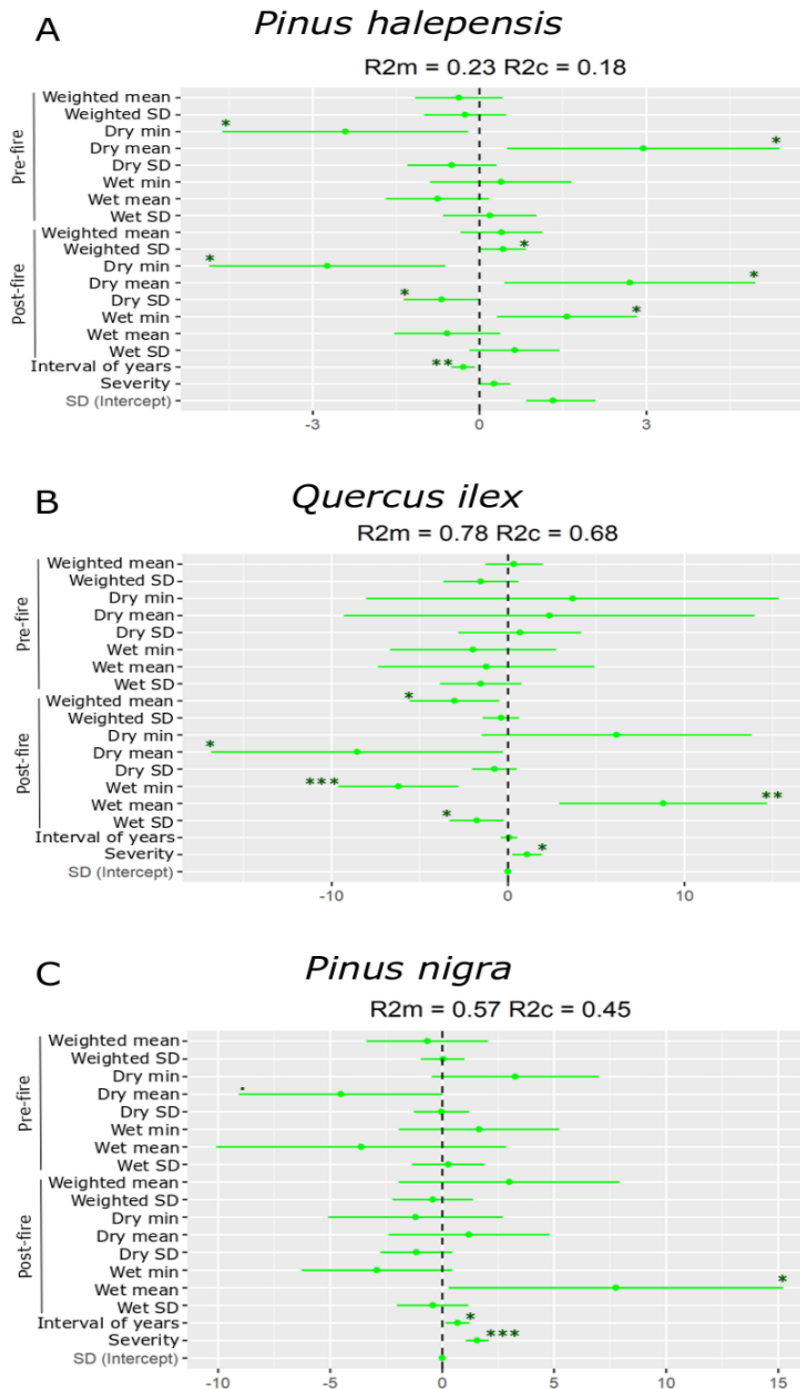 A
Pinus halepensis
R2m = 0.23 R2c = 0.18
Pre-fire
Weighted mean
Weighted SD
Dry min
*
Dry mean
*
Dry SD
Wet min
Wet mean
Wet SD
Post-fire
Weighted mean
Weighted SD
*
Dry min
*
Dry mean
*
Dry SD
*
Wet min
*
Wet mean
Wet SD
Interval of years
**
Severity
SD (Intercept)
-3 0 3
B
Quercus ilex
R2m = 0.78 R2c = 0.68
Pre-fire
Weighted mean
Weighted SD
Dry min
Dry mean
Dry SD
Wet min
Wet mean
Wet SD
Post-fire
Weighted mean
*
Weighted SD
Dry min
Dry mean
*
Dry SD
Wet min
***
Wet mean
**
Wet SD
*
Interval of years
Severity
*
SD (Intercept)
-10 0 10
C
Pinus nigra
R2m = 0.57 R2c = 0.45
Pre-fire
Weighted mean
Weighted SD
Dry min
Dry mean
.
Dry SD
Wet min
Wet mean
Wet SD
Post-fire
Weighted mean
Weighted SD
Dry min
Dry mean
Dry SD
Wet min
Wet mean
*
Wet SD
Interval of years
*
Severity
***
SD (Intercept)
-10 -5 0 5 10 15